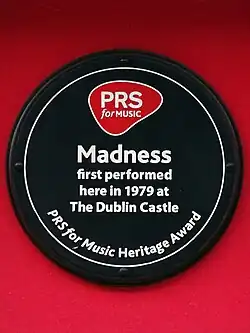 PRS
for MUSIC
Madness
first performed
here in 1979 at
The Dublin Castle
PRS for Music Heritage Award